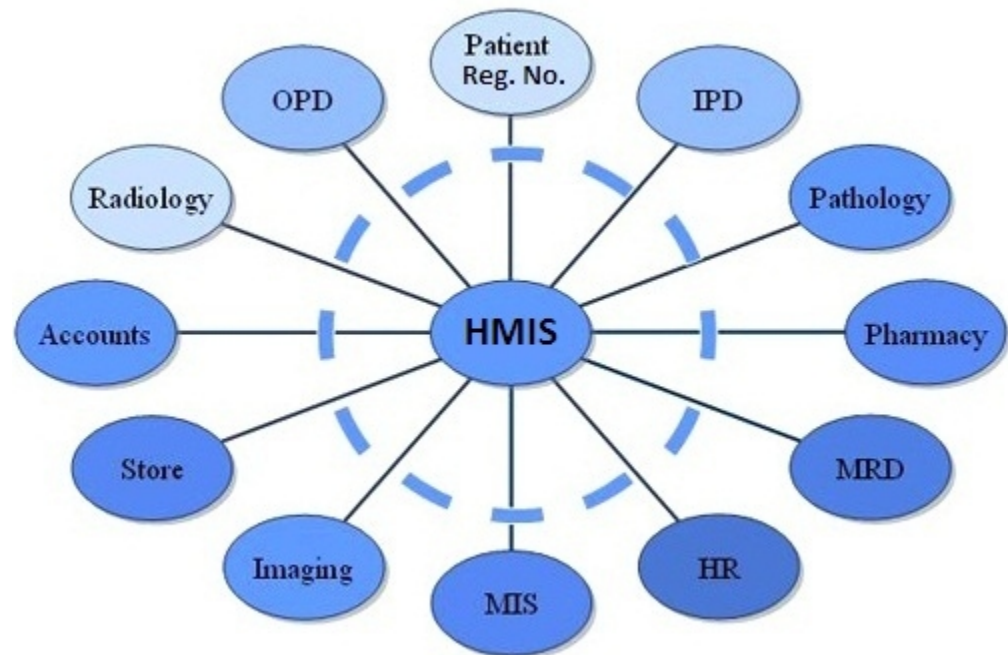 Patient
Reg. No.
OPD
IPD
Radiology
Pathology
Accounts
HMIS
Pharmacy
Store
MRD
Imaging
HR
MIS